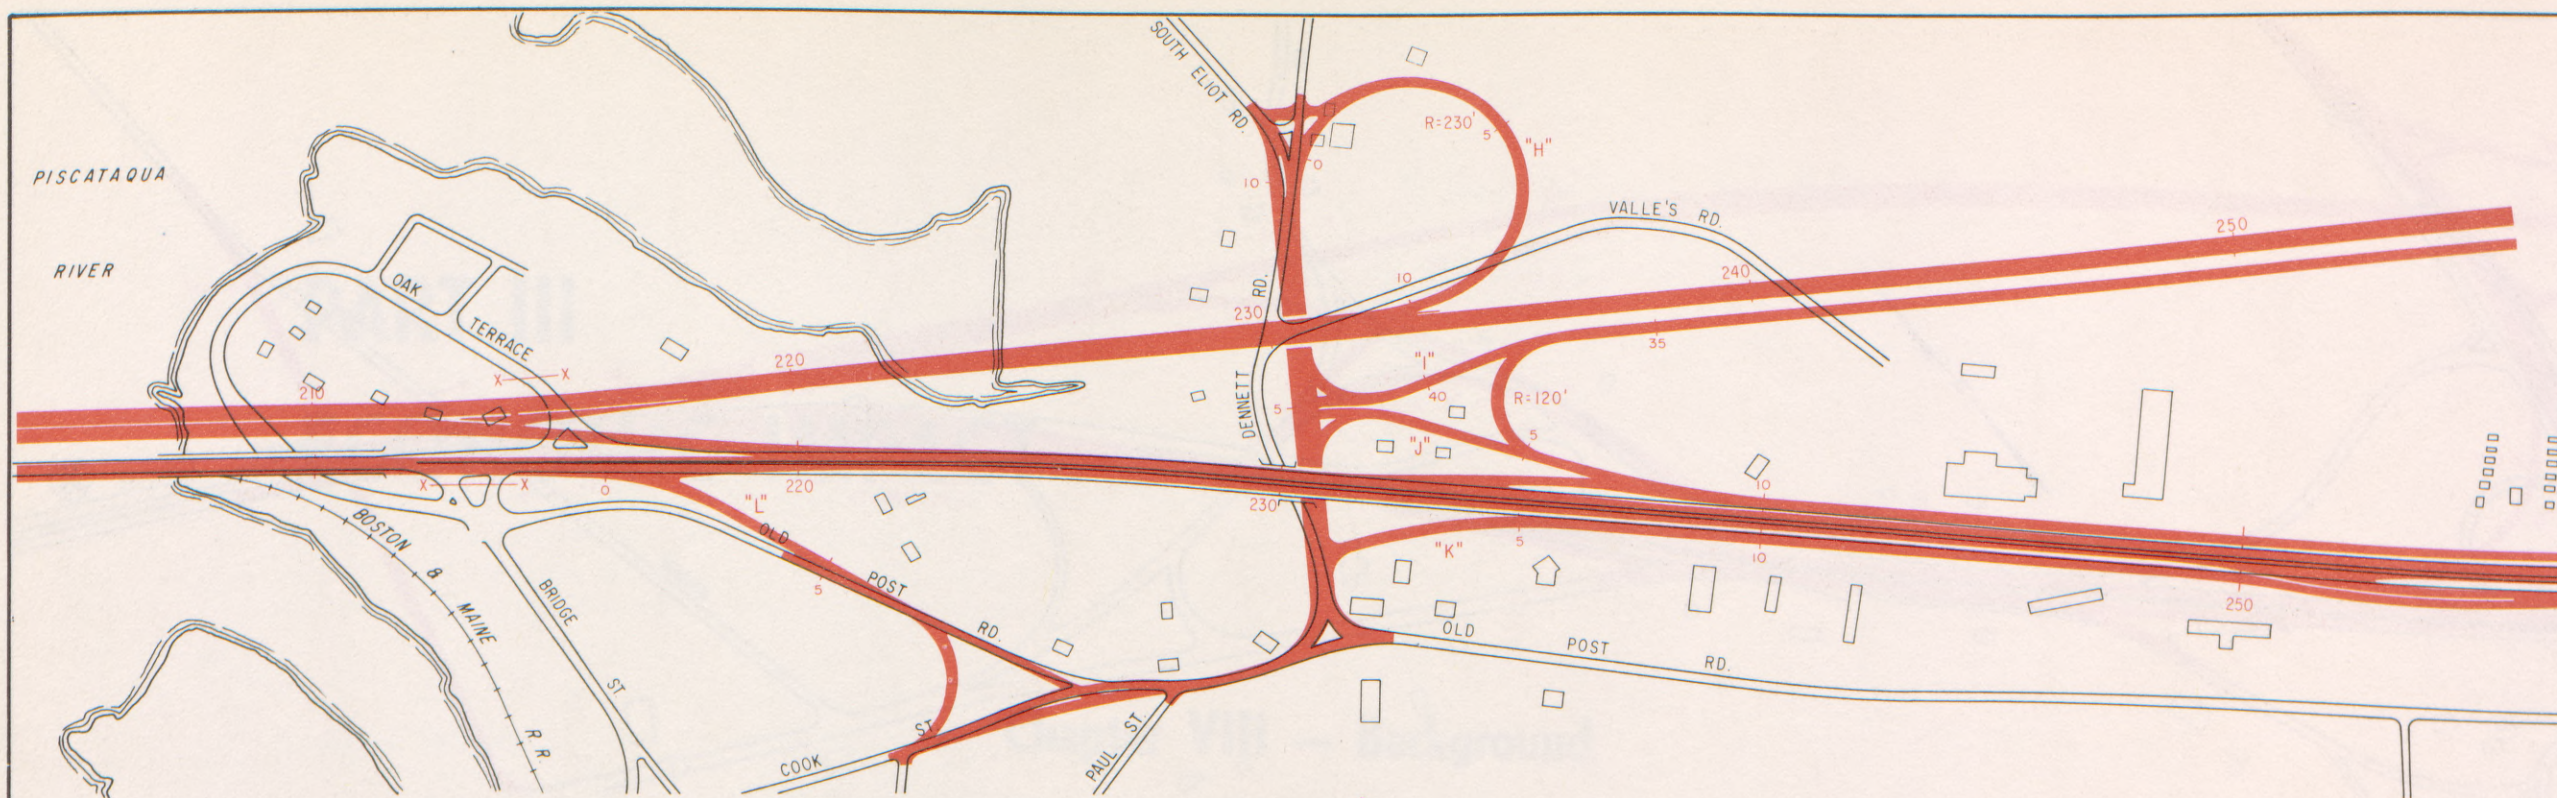 PISCATAQUA
RIVER
OAK
TERRACE
BOSTON & MAINE R.R.
BRIDGE ST.
SOUTH ELIOT RD.
DENNETT RD.
VALLE'S RD.
OLD POST RD.
OLD POST RD.
COOK ST.
PAUL ST.
R=230'
"H"
5
0
10
10
230
210
220
240
250
35
"I"
40
R=120'
5
"J"
5
X X
X X
0
220
"L"
5
230
"K"
5
10
10
250